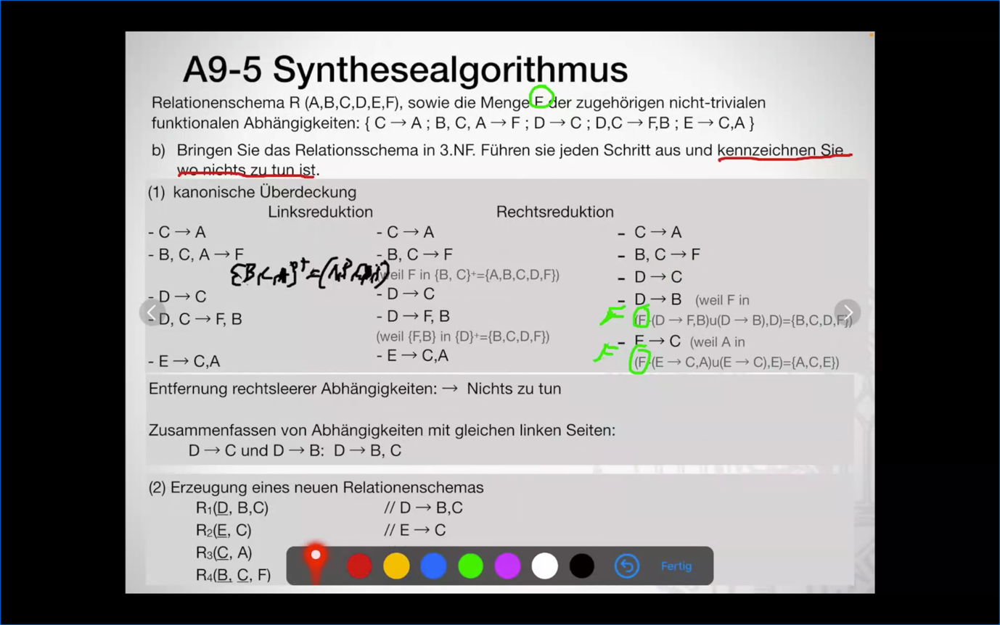 A9-5 Synthesealgorithmus
Relationenschema R (A,B,C,D,E,F), sowie die Menge F der zugehörigen nicht-trivialen
funktionalen Abhängigkeiten: { C → A ; B, C, A → F ; D → C ; D,C → F,B ; E → C,A }
b) Bringen Sie das Relationsschema in 3.NF. Führen sie jeden Schritt aus und kennzeichnen Sie
wo nichts zu tun ist.
(1) kanonische Überdeckung
Linksreduktion Rechtsreduktion
- C → A - C → A – C → A
- B, C, A → F - B, C → F – B, C → F
{B,C,A}⁺= (weil F in {B, C}⁺={A,B,C,D,F}) – D → C
- D → C - D → C – D → B (weil F in
- D, C → F, B - D → F, B F (F-(D → F,B)u(D → B),D)={B,C,D,F})
(weil {F,B} in {D}⁺={B,C,D,F}) – E → C (weil A in
- E → C,A - E → C,A F (F-(E → C,A)u(E → C),E)={A,C,E})
Entfernung rechtsleerer Abhängigkeiten: → Nichts zu tun
Zusammenfassen von Abhängigkeiten mit gleichen linken Seiten:
D → C und D → B: D → B, C
(2) Erzeugung eines neuen Relationenschemas
R₁(D, B,C) // D → B,C
R₂(E, C) // E → C
R₃(C, A)
R₄(B, C, F)
Fertig